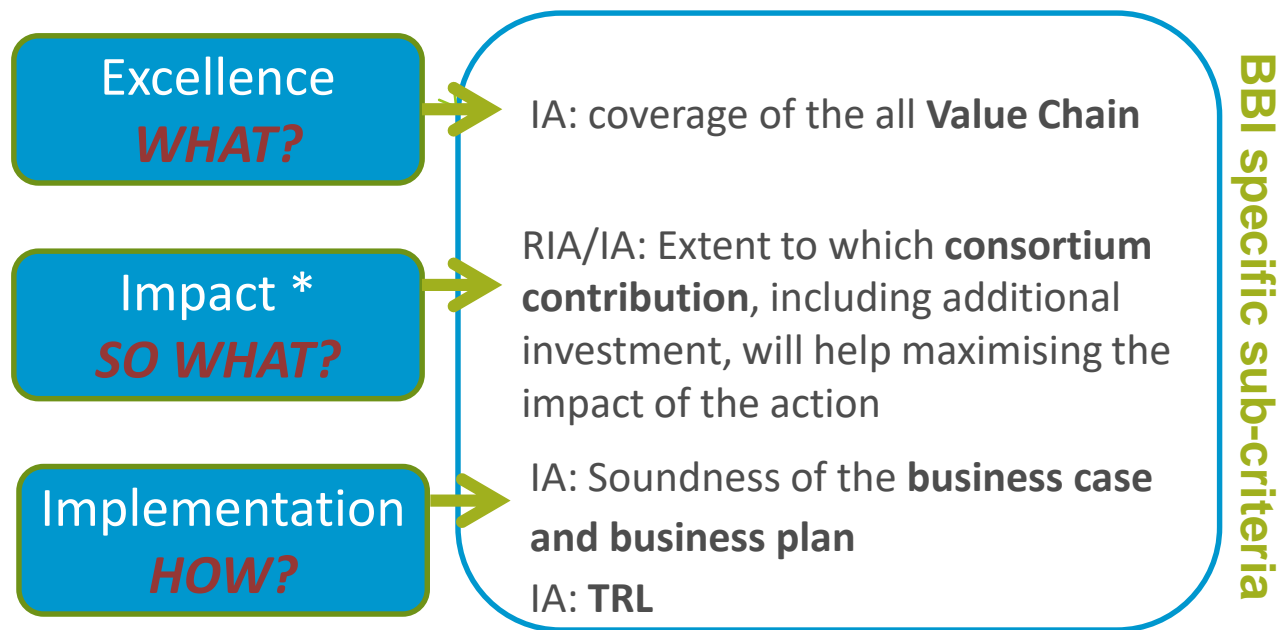 Excellence
WHAT?
IA: coverage of the all Value Chain
Impact *
SO WHAT?
RIA/IA: Extent to which consortium
contribution, including additional
investment, will help maximising the
impact of the action
Implementation
HOW?
IA: Soundness of the business case
and business plan
IA: TRL
BBI specific sub-criteria